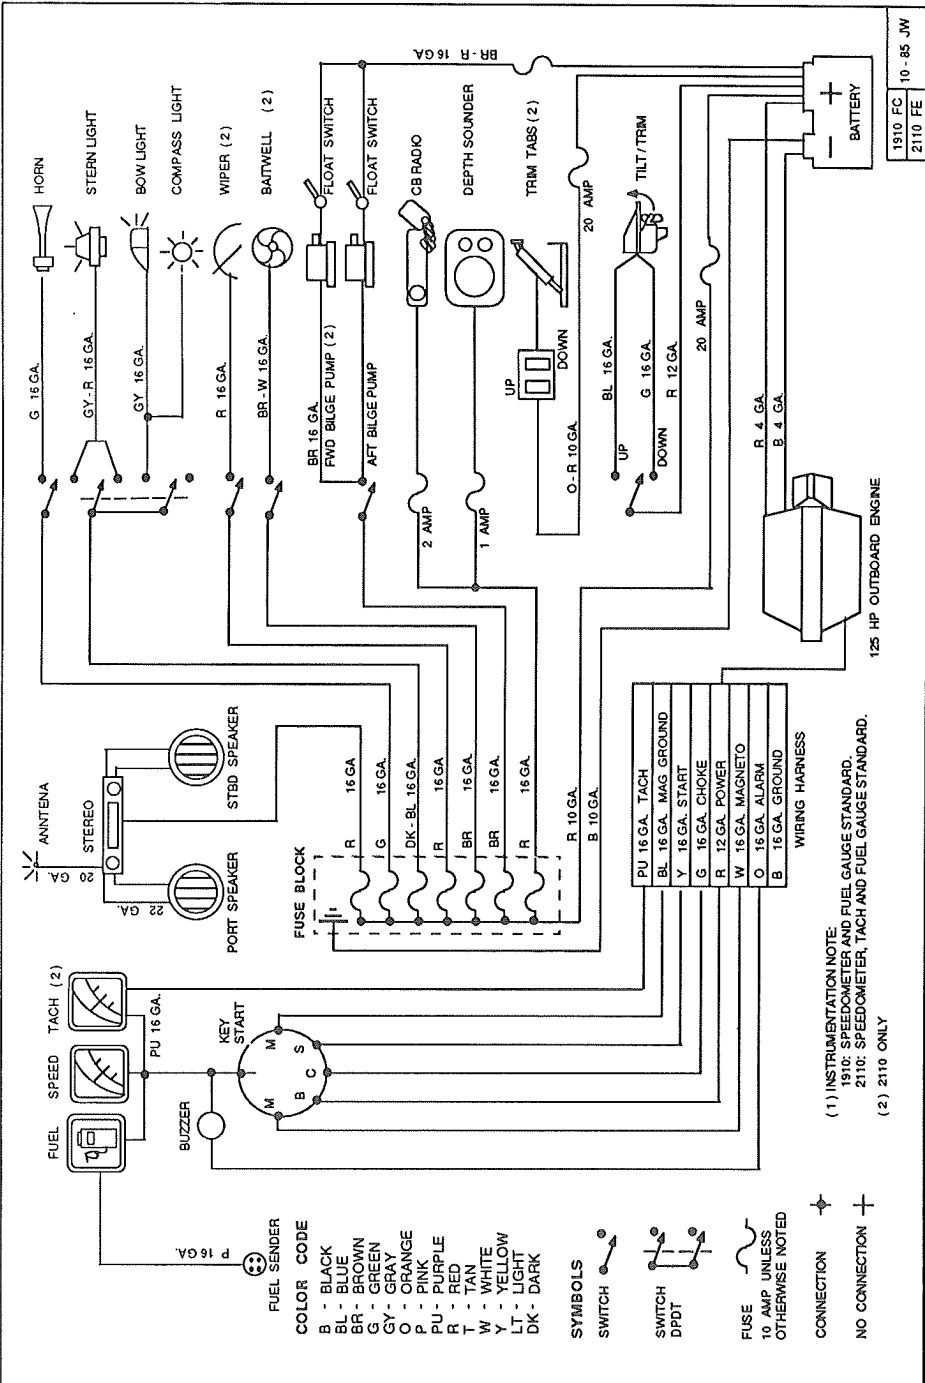 HORN
STERN LIGHT
BOW LIGHT
COMPASS LIGHT
WIPER (2)
BAITWELL (2)
FLOAT SWITCH
FLOAT SWITCH
CB RADIO
DEPTH SOUNDER
TRIM TABS (2)
TILT / TRIM
BATTERY
+
−
BR - R 16 GA.
20 AMP
20 AMP
G 16 GA.
GY - R 16 GA.
GY 16 GA.
R 16 GA.
BR - W 16 GA.
BR 16 GA.
FWD BILGE PUMP (2)
AFT BILGE PUMP
2 AMP
1 AMP
UP
DOWN
O - R 10 GA.
BL 16 GA.
G 16 GA.
R 12 GA.
UP
DOWN
R 4 GA.
B 4 GA.
125 HP OUTBOARD ENGINE
ANNTENA
20 GA.
STEREO
STBD SPEAKER
PORT SPEAKER
22 GA.
FUSE BLOCK
R 16 GA
G 16 GA.
DK - BL 16 GA.
R 16 GA
BR 16 GA.
BR 16 GA.
R 16 GA.
R 10 GA.
B 10 GA.
PU 16 GA. TACH
BL 16 GA. MAG GROUND
Y 16 GA. START
G 16 GA. CHOKE
R 12 GA. POWER
W 16 GA. MAGNETO
O 16 GA. ALARM
B 16 GA. GROUND
WIRING HARNESS
FUEL
SPEED
TACH (2)
PU 16 GA.
BUZZER
KEY
START
M
M
B
C
S
P 16 GA.
FUEL SENDER
COLOR CODE
B - BLACK
BL - BLUE
BR - BROWN
G - GREEN
GY - GRAY
O - ORANGE
P - PINK
PU - PURPLE
R - RED
T - TAN
W - WHITE
Y - YELLOW
LT - LIGHT
DK - DARK
SYMBOLS
SWITCH
SWITCH
DPDT
FUSE
10 AMP UNLESS
OTHERWISE NOTED
CONNECTION
NO CONNECTION
(1) INSTRUMENTATION NOTE:
1910: SPEEDOMETER AND FUEL GAUGE STANDARD.
2110: SPEEDOMETER, TACH AND FUEL GAUGE STANDARD.
(2) 2110 ONLY
1910 FC
2110 FE
10 - 85 JW